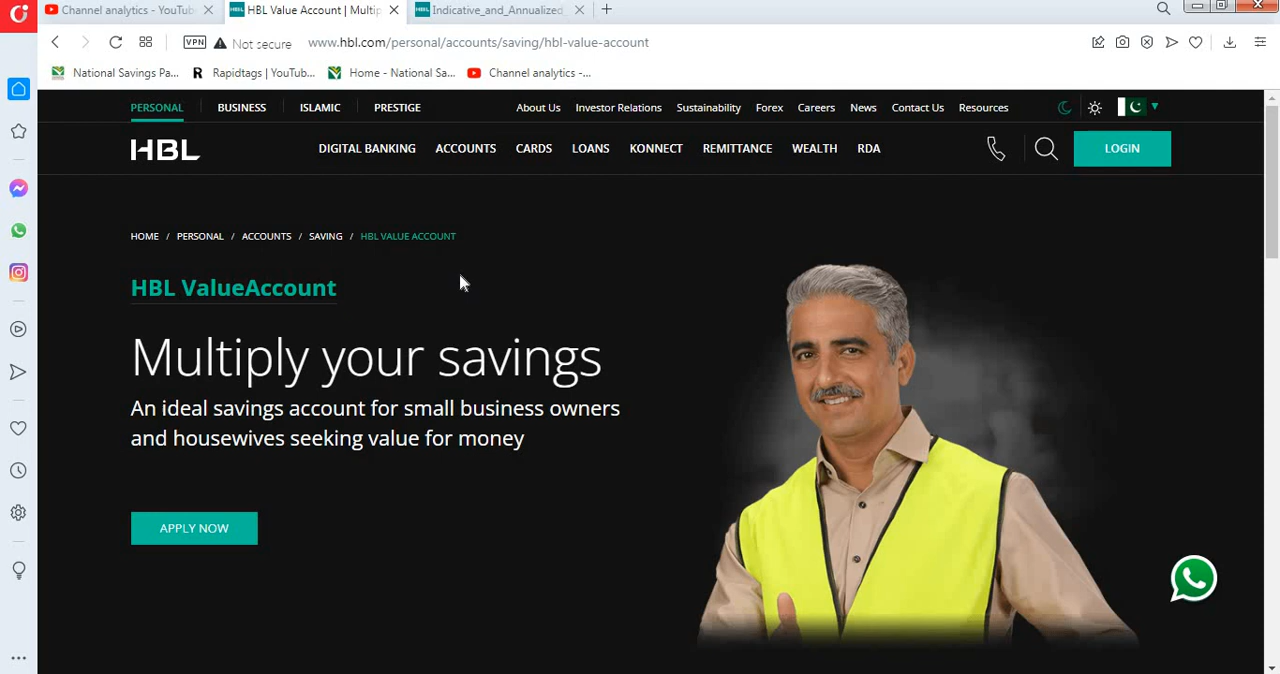 Channel analytics - YouTub
HBL Value Account | Multip
Indicative_and_Annualized_
VPN
Not secure
www.hbl.com/personal/accounts/saving/hbl-value-account
National Savings Pa...
R
Rapidtags | YouTub...
Home - National Sa...
Channel analytics -...
PERSONAL
BUSINESS
ISLAMIC
PRESTIGE
About Us
Investor Relations
Sustainability
Forex
Careers
News
Contact Us
Resources
HBL
DIGITAL BANKING
ACCOUNTS
CARDS
LOANS
KONNECT
REMITTANCE
WEALTH
RDA
LOGIN
HOME / PERSONAL / ACCOUNTS / SAVING / HBL VALUE ACCOUNT
HBL ValueAccount
Multiply your savings
An ideal savings account for small business owners
and housewives seeking value for money
APPLY NOW